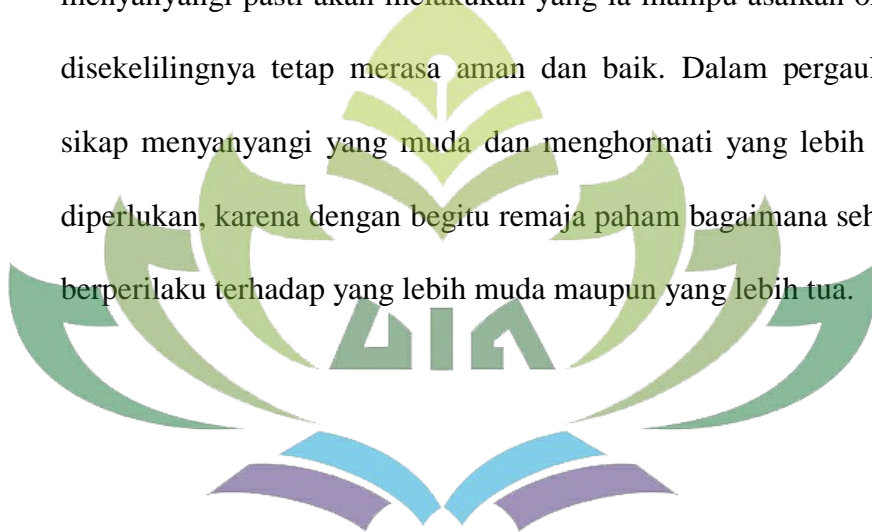 menyanyangi pasti akan melakukan yang ia mampu asalkan
disekelilingnya tetap merasa aman dan baik. Dalam
sikap menyanyangi yang muda dan menghormati yang lebih
diperlukan, karena dengan begitu remaja paham bagaimana
berperilaku terhadap yang lebih muda maupun yang lebih tua.
UIN